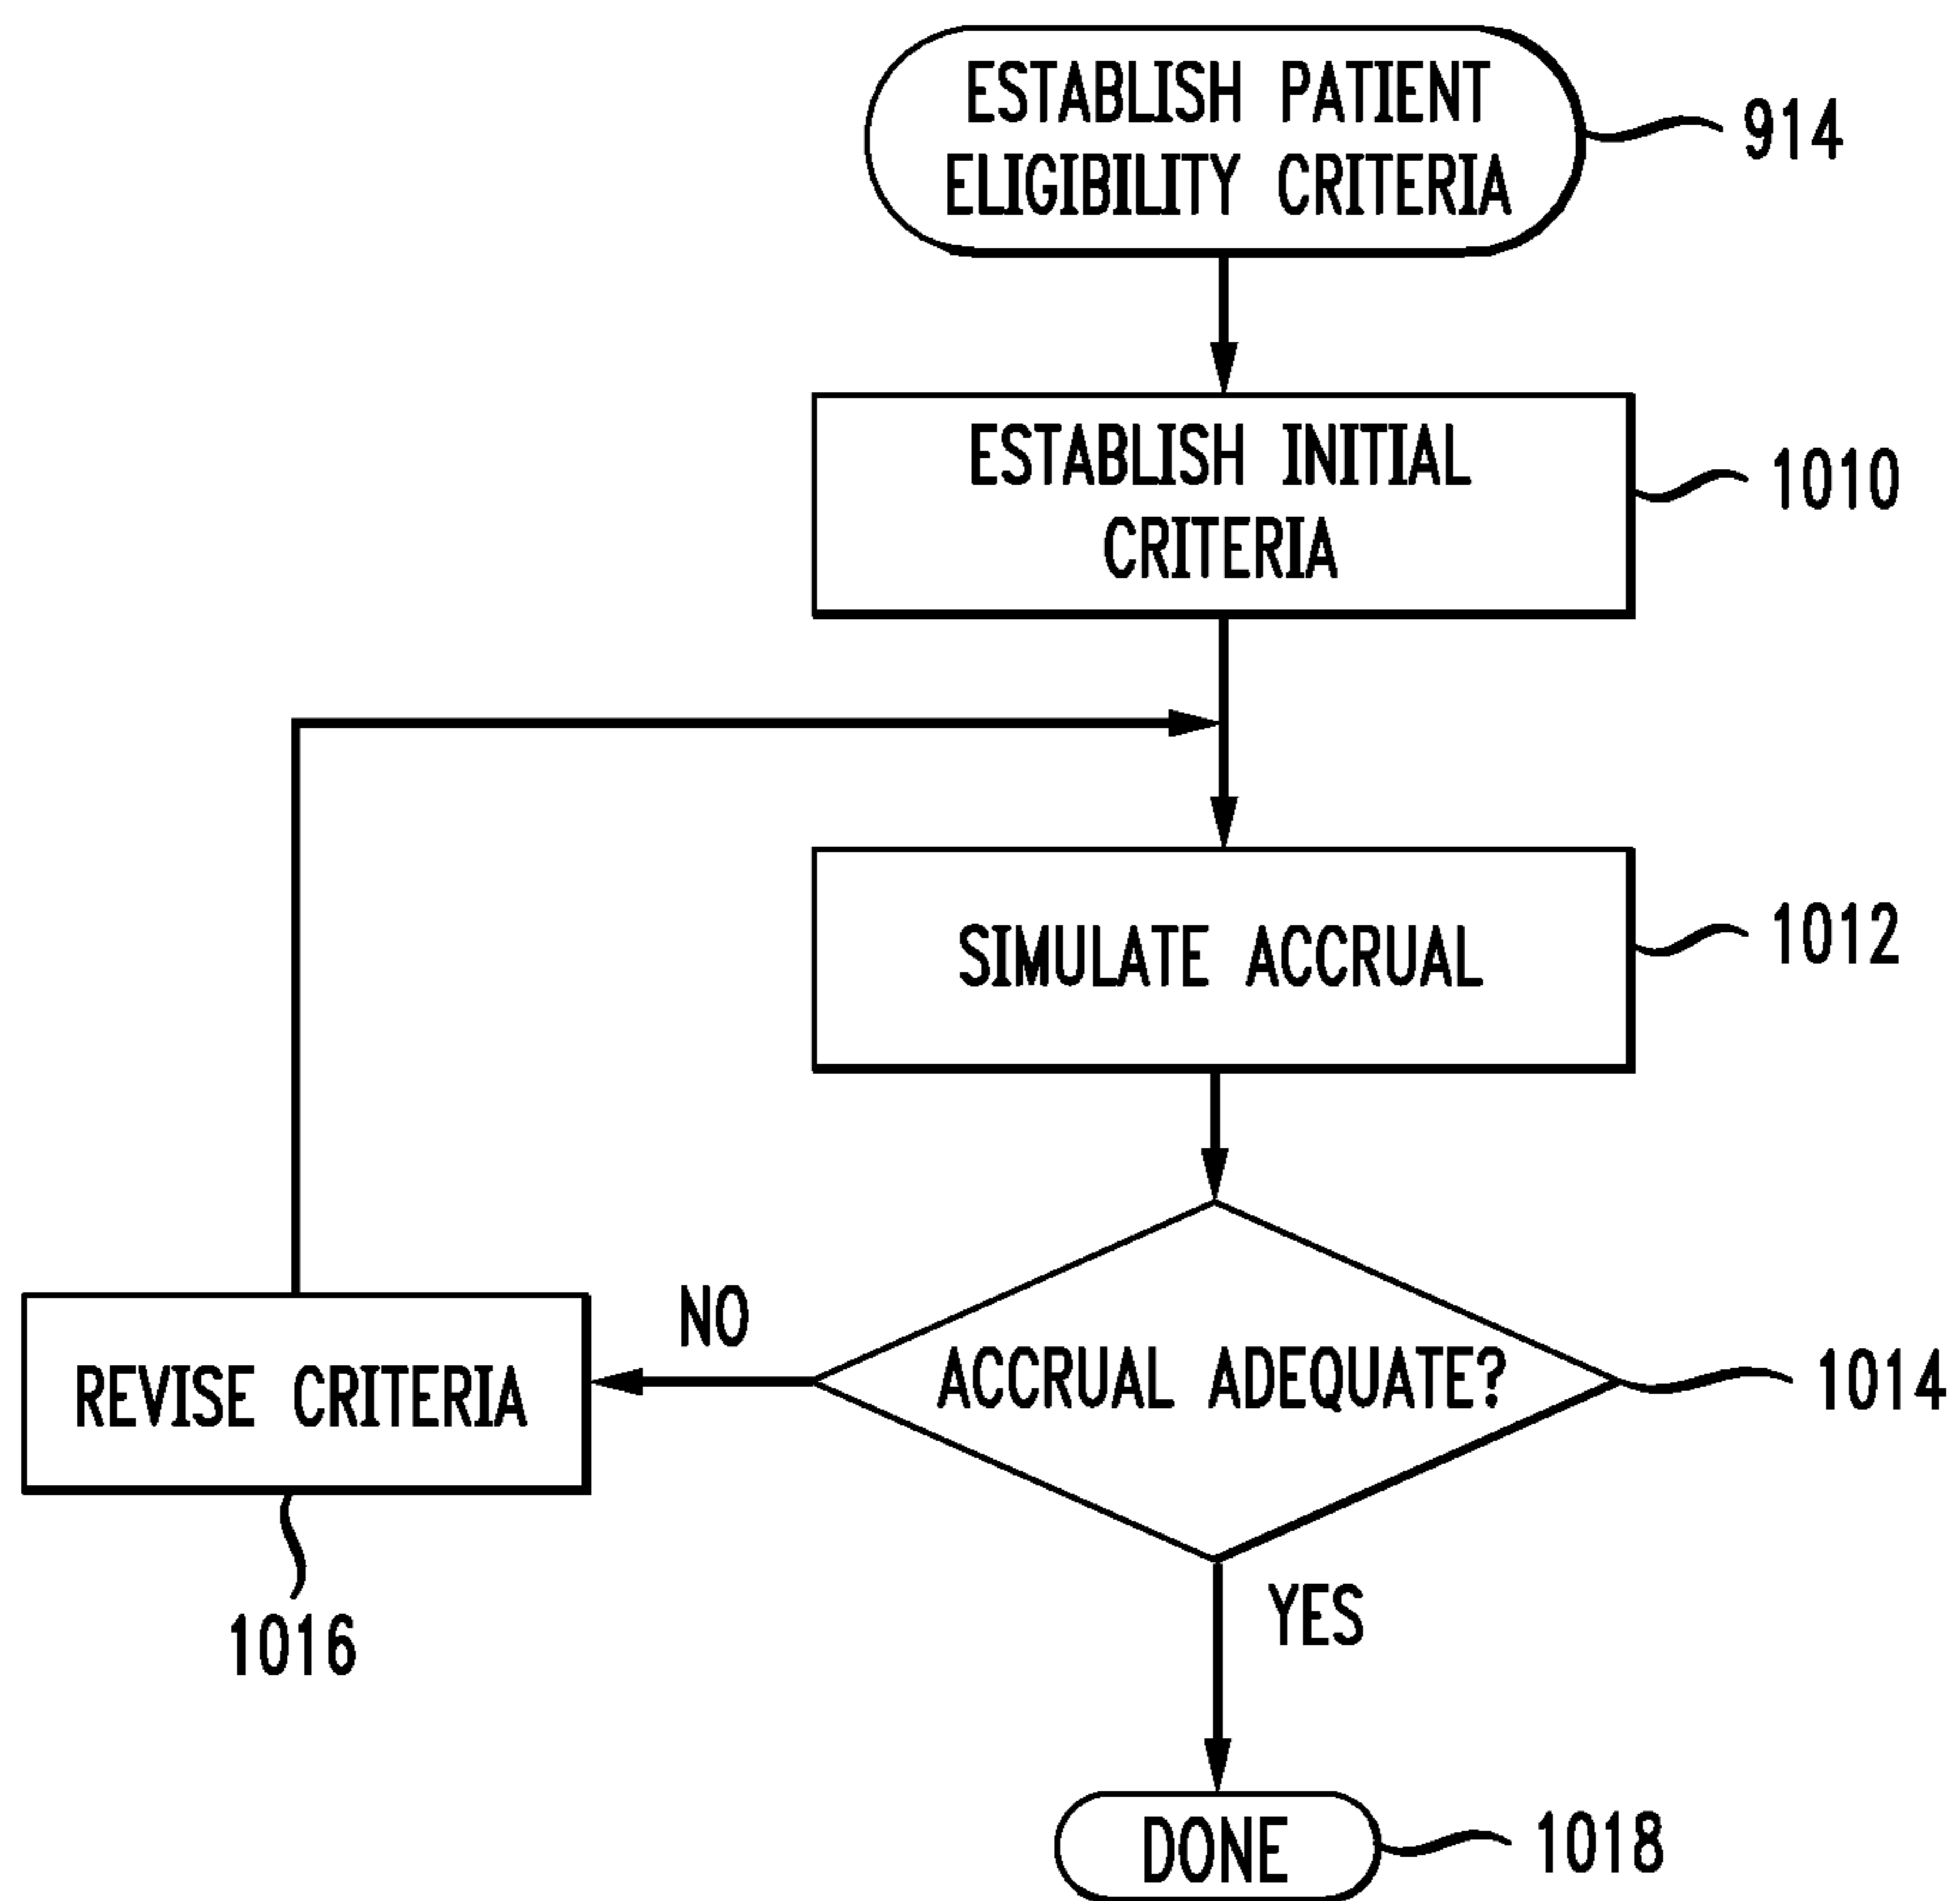 ESTABLISH PATIENT
ELIGIBILITY CRITERIA
914
ESTABLISH INITIAL
CRITERIA
1010
SIMULATE ACCRUAL
1012
NO
ACCRUAL ADEQUATE?
1014
REVISE CRITERIA
1016
YES
DONE
1018